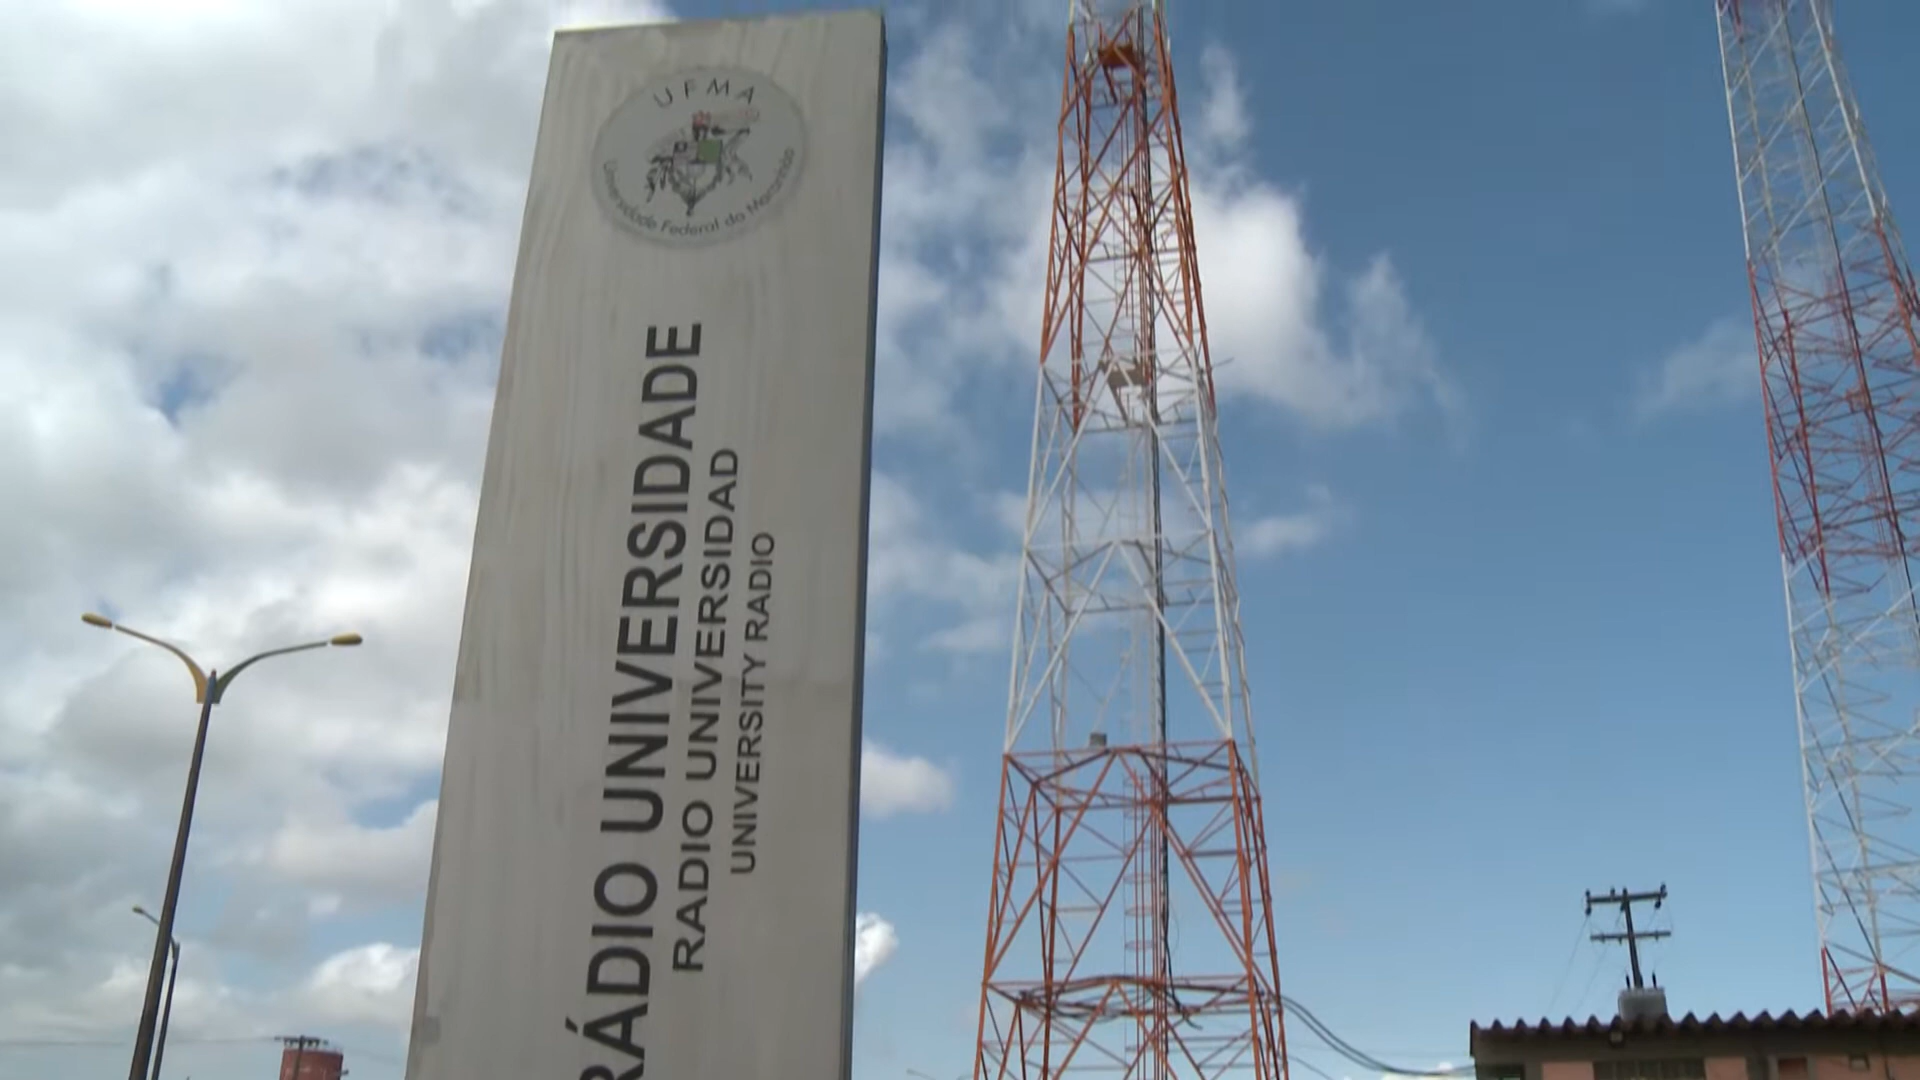 UFMA
Universidade Federal do Maranhão
RÁDIO UNIVERSIDADE
RADIO UNIVERSIDAD
UNIVERSITY RADIO